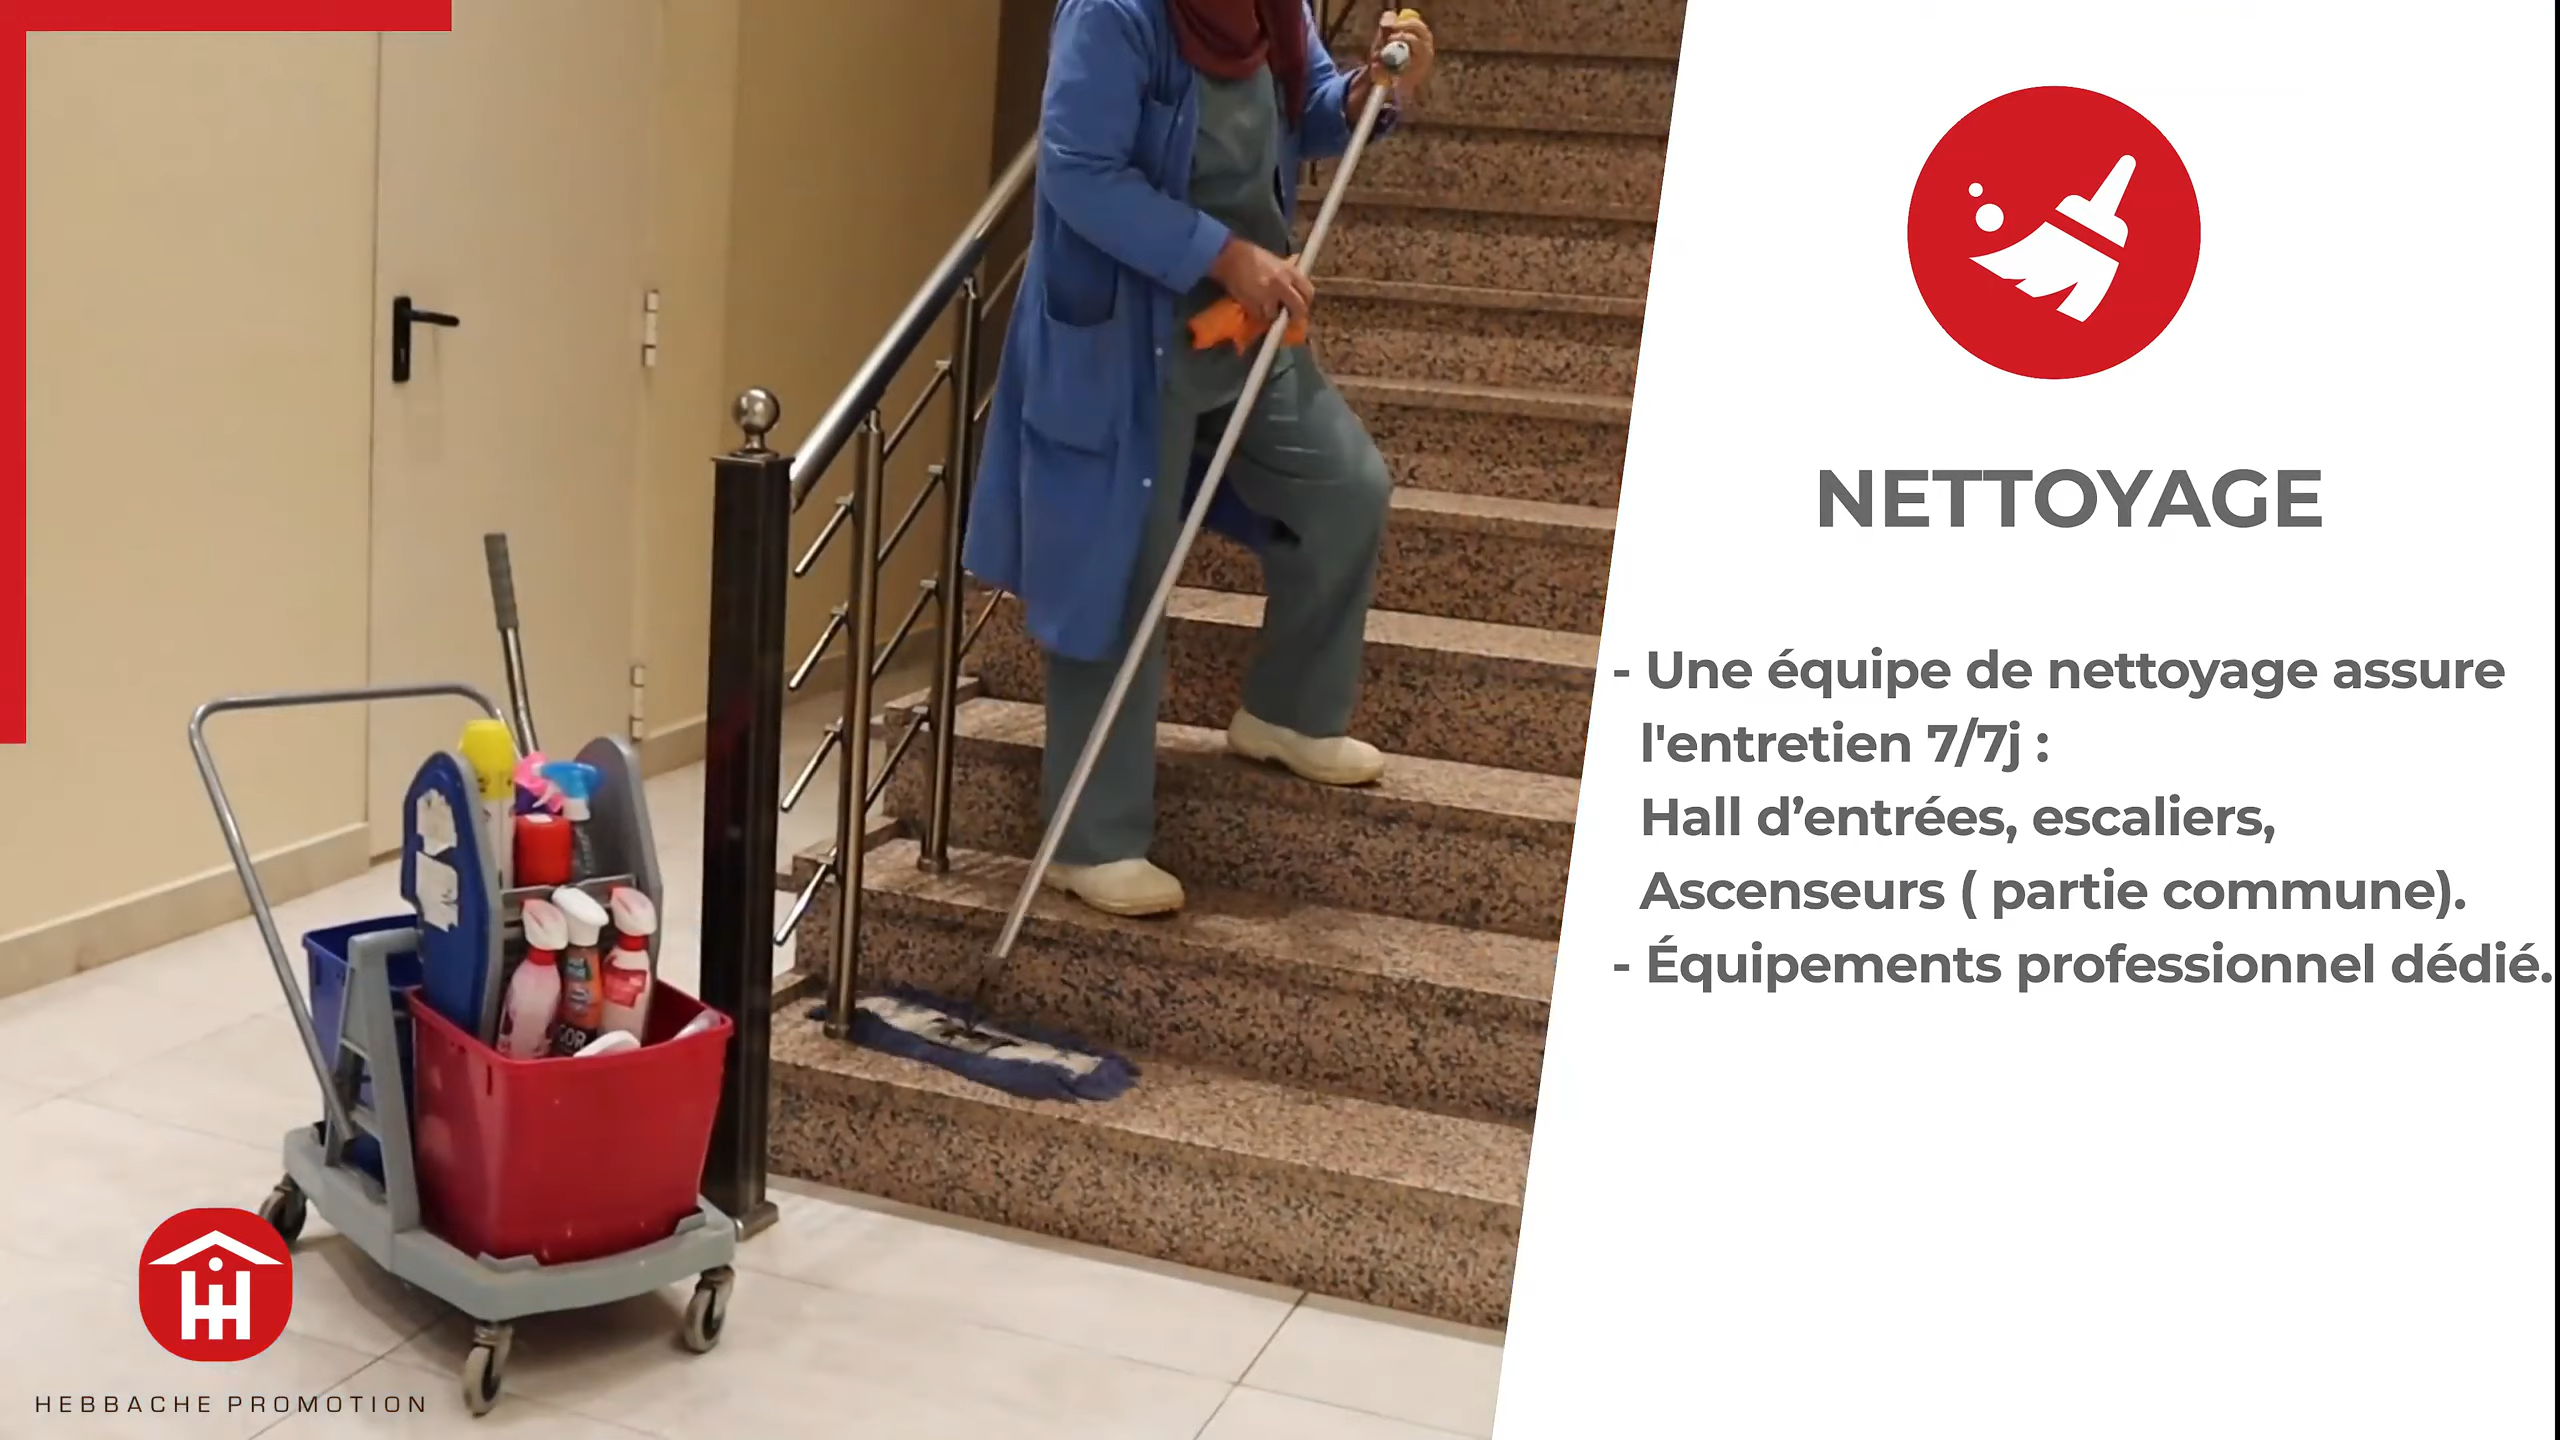 NETTOYAGE
- Une équipe de nettoyage assure
l'entretien 7/7j :
Hall d’entrées, escaliers,
Ascenseurs ( partie commune).
- Équipements professionnel dédié.
HEBBACHE PROMOTION